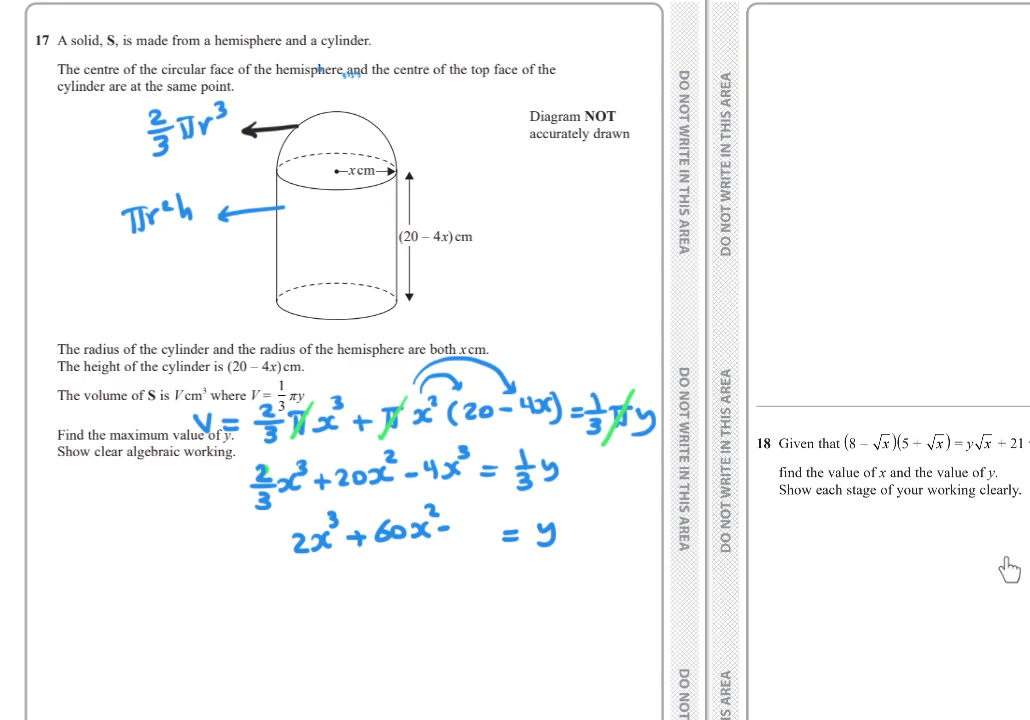 17 A solid, S, is made from a hemisphere and a cylinder.
The centre of the circular face of the hemisphere and the centre of the top face of the
cylinder are at the same point.
Diagram NOT
accurately drawn
2/3 πr³
x cm
πr²h
(20 – 4x) cm
The radius of the cylinder and the radius of the hemisphere are both x cm.
The height of the cylinder is (20 – 4x) cm.
The volume of S is V cm³ where V = 1/3 πy
V = 2/3 πx³ + πx² (20 - 4x) = 1/3 πy
Find the maximum value of y.
Show clear algebraic working.
2/3 x³ + 20x² - 4x³ = 1/3 y
2x³ + 60x² - = y
DO NOT WRITE IN THIS AREA
DO NOT WRITE IN THIS AREA
DO NOT
DO NOT WRITE IN THIS AREA
DO NOT WRITE IN THIS AREA
IS AREA
18 Given that (8 – √x)(5 + √x) = y√x + 21
find the value of x and the value of y.
Show each stage of your working clearly.